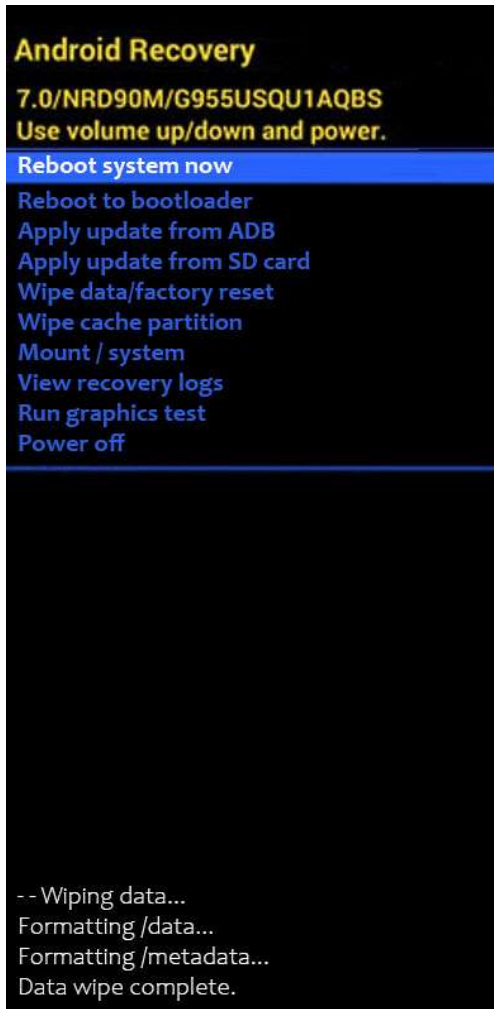 Android Recovery
7.0/NRD90M/G955USQU1AQBS
Use volume up/down and power.
Reboot system now
Reboot to bootloader
Apply update from ADB
Apply update from SD card
Wipe data/factory reset
Wipe cache partition
Mount / system
View recovery logs
Run graphics test
Power off
- - Wiping data...
Formatting /data...
Formatting /metadata...
Data wipe complete.